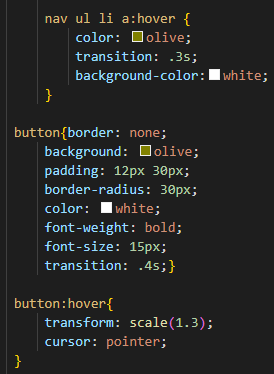 nav ul li a:hover {
color: olive;
transition: .3s;
background-color: white;
}
button{border: none;
background: olive;
padding: 12px 30px;
border-radius: 30px;
color: white;
font-weight: bold;
font-size: 15px;
transition: .4s;}
button:hover{
transform: scale(1.3);
cursor: pointer;
}